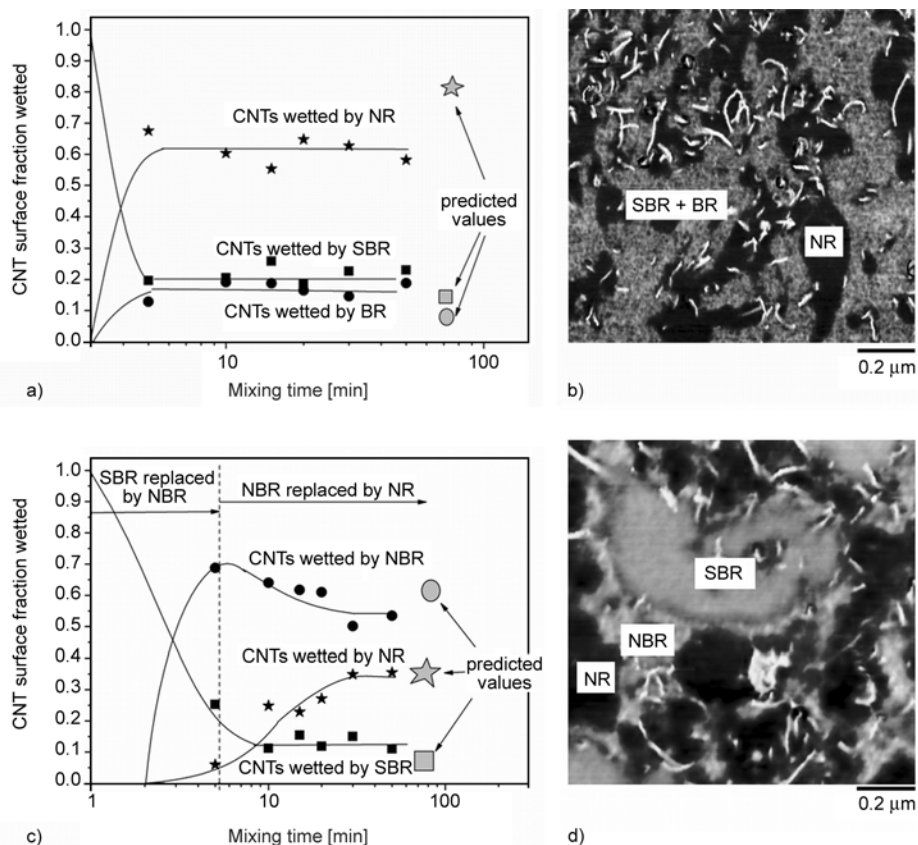 1.0
0.9
0.8
0.7
0.6
0.5
0.4
0.3
0.2
0.1
0.0
CNT surface fraction wetted
CNTs wetted by NR
CNTs wetted by SBR
CNTs wetted by BR
predicted
values
10
100
Mixing time [min]
a)
SBR + BR
NR
0.2 μm
b)
1.0
0.9
0.8
0.7
0.6
0.5
0.4
0.3
0.2
0.1
0.0
CNT surface fraction wetted
SBR replaced
by NBR
NBR replaced by NR
CNTs wetted by NBR
CNTs wetted by NR
CNTs wetted by SBR
predicted
values
1
10
100
Mixing time [min]
c)
SBR
NBR
NR
0.2 μm
d)